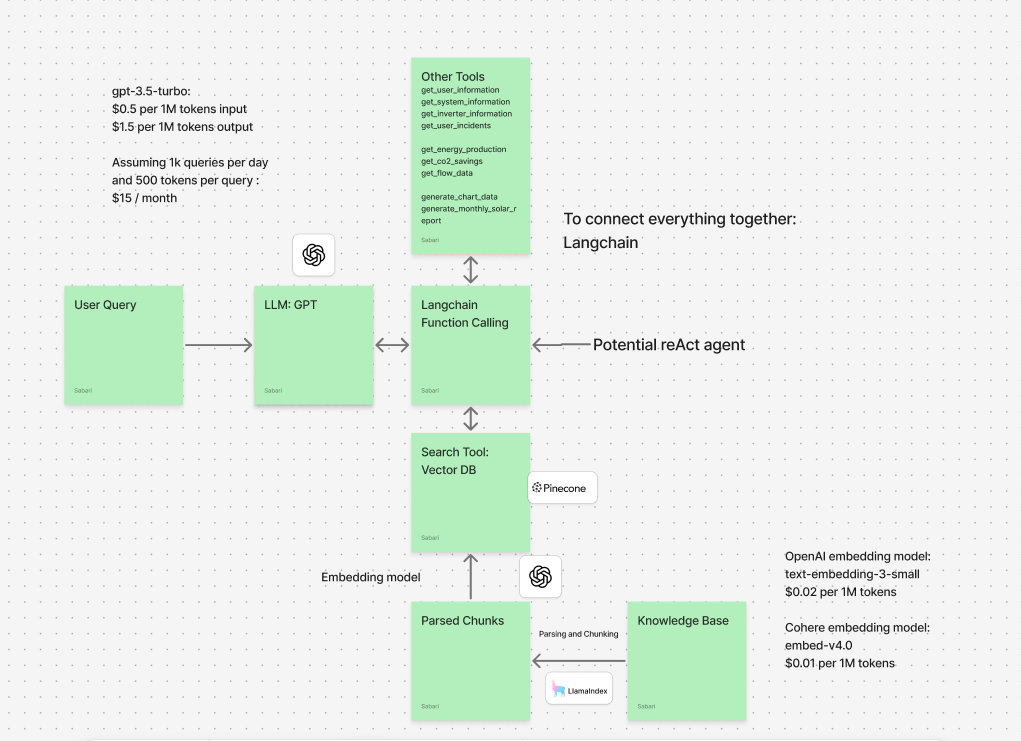 gpt-3.5-turbo:
$0.5 per 1M tokens input
$1.5 per 1M tokens output
Assuming 1k queries per day
and 500 tokens per query :
$15 / month
Other Tools
get_user_information
get_system_information
get_inverter_information
get_user_incidents
get_energy_production
get_co2_savings
get_flow_data
generate_chart_data
generate_monthly_solar_r
eport
Sabari
To connect everything together:
Langchain
User Query
Sabari
LLM: GPT
Sabari
Langchain
Function Calling
Sabari
Potential reAct agent
Search Tool:
Vector DB
Sabari
Pinecone
Embedding model
Parsed Chunks
Sabari
Parsing and Chunking
LlamaIndex
Knowledge Base
Sabari
OpenAI embedding model:
text-embedding-3-small
$0.02 per 1M tokens
Cohere embedding model:
embed-v4.0
$0.01 per 1M tokens